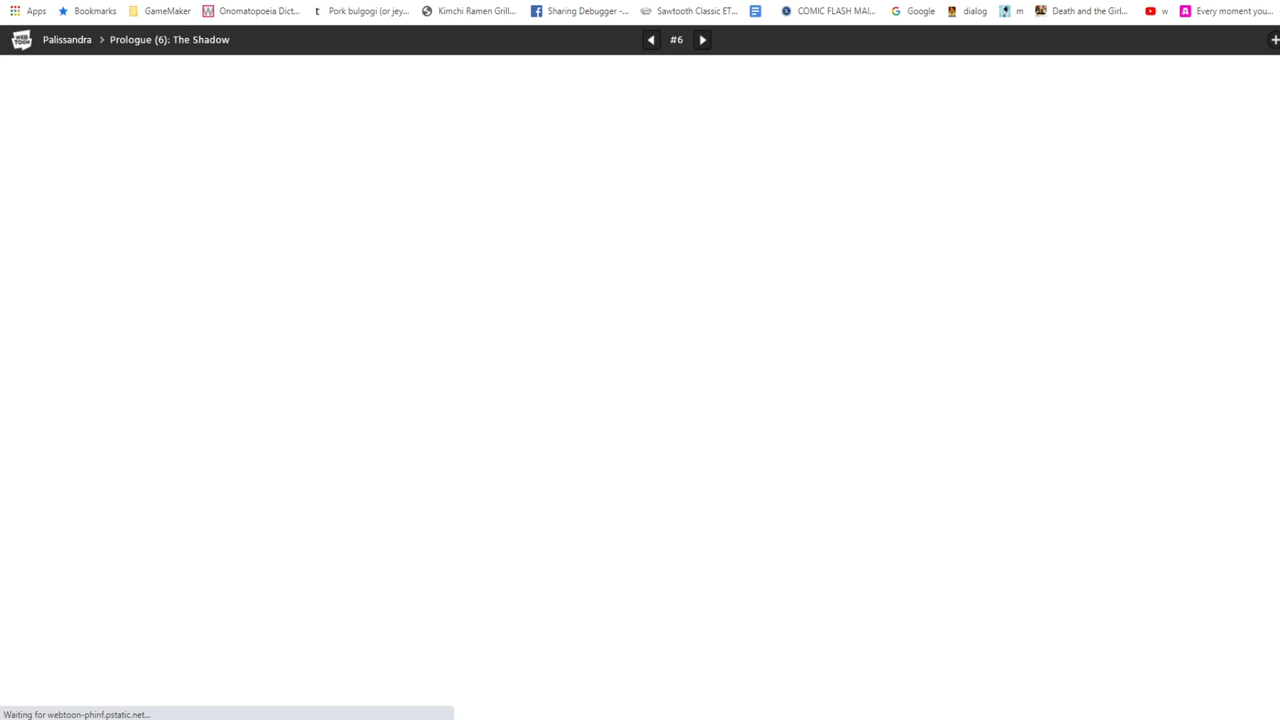 Apps Bookmarks GameMaker Onomatopoeia Dict... Pork bulgogi (or jey... Kimchi Ramen Grill... Sharing Debugger -... Sawtooth Classic ET... COMIC FLASH MAI... Google dialog m Death and the Girl... w Every moment you...
WEB TOON Palissandra > Prologue (6): The Shadow #6
Waiting for webtoon-phinf.pstatic.net...